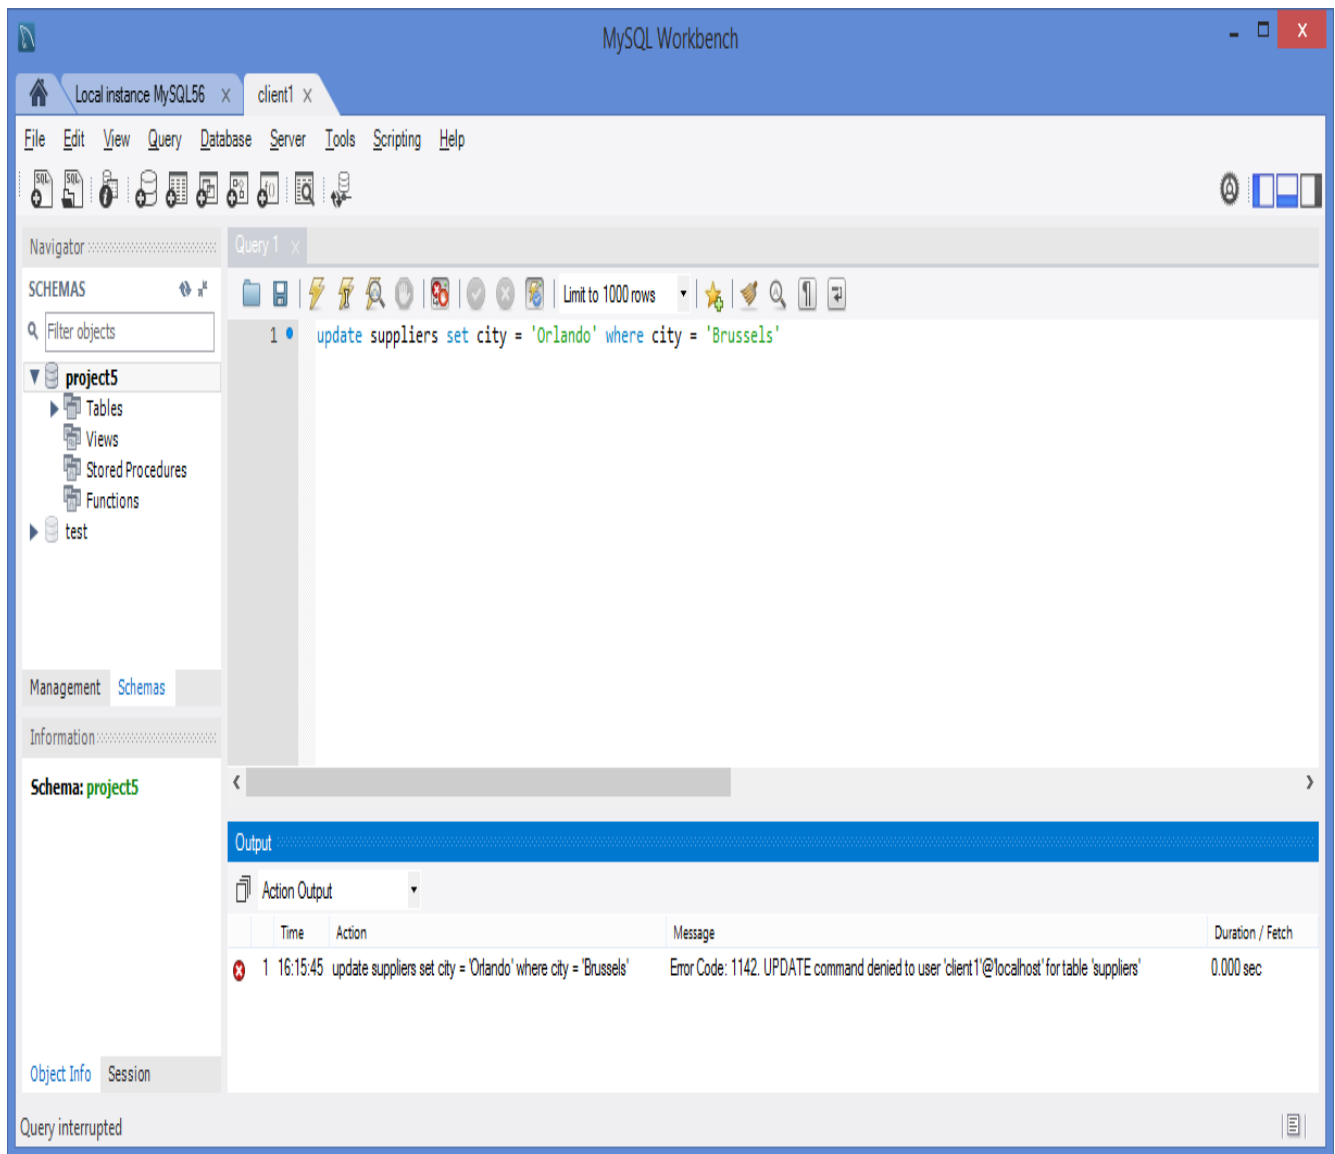 MySQL Workbench
Local instance MySQL56 x client1 x
File Edit View Query Database Server Tools Scripting Help
Navigator
SCHEMAS
Filter objects
project5
Tables
Views
Stored Procedures
Functions
test
Management Schemas
Information
Schema: project5
Object Info Session
Query 1 x
Limit to 1000 rows
1 update suppliers set city = 'Orlando' where city = 'Brussels'
Output
Action Output
Time Action Message Duration / Fetch
1 16:15:45 update suppliers set city = 'Orlando' where city = 'Brussels' Error Code: 1142. UPDATE command denied to user 'client1'@'localhost' for table 'suppliers' 0.000 sec
Query interrupted